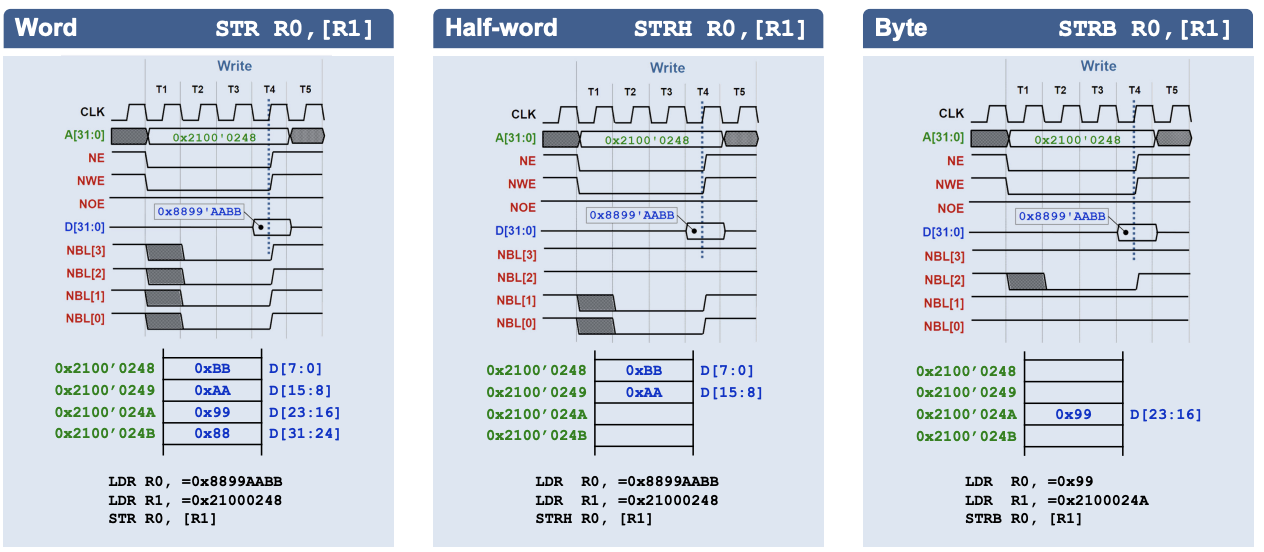 Word STR R0,[R1]
Write
T1 T2 T3 T4 T5
CLK
A[31:0] 0x2100'0248
NE
NWE
NOE
0x8899'AABB
D[31:0]
NBL[3]
NBL[2]
NBL[1]
NBL[0]
0x2100'0248 0xBB D[7:0]
0x2100'0249 0xAA D[15:8]
0x2100'024A 0x99 D[23:16]
0x2100'024B 0x88 D[31:24]
LDR R0, =0x8899AABB
LDR R1, =0x21000248
STR R0, [R1]
Half-word STRH R0,[R1]
Write
T1 T2 T3 T4 T5
CLK
A[31:0] 0x2100'0248
NE
NWE
NOE
0x8899'AABB
D[31:0]
NBL[3]
NBL[2]
NBL[1]
NBL[0]
0x2100'0248 0xBB D[7:0]
0x2100'0249 0xAA D[15:8]
0x2100'024A
0x2100'024B
LDR R0, =0x8899AABB
LDR R1, =0x21000248
STRH R0, [R1]
Byte STRB R0,[R1]
Write
T1 T2 T3 T4 T5
CLK
A[31:0] 0x2100'0248
NE
NWE
NOE
0x8899'AABB
D[31:0]
NBL[3]
NBL[2]
NBL[1]
NBL[0]
0x2100'0248
0x2100'0249
0x2100'024A 0x99 D[23:16]
0x2100'024B
LDR R0, =0x99
LDR R1, =0x2100024A
STRB R0, [R1]